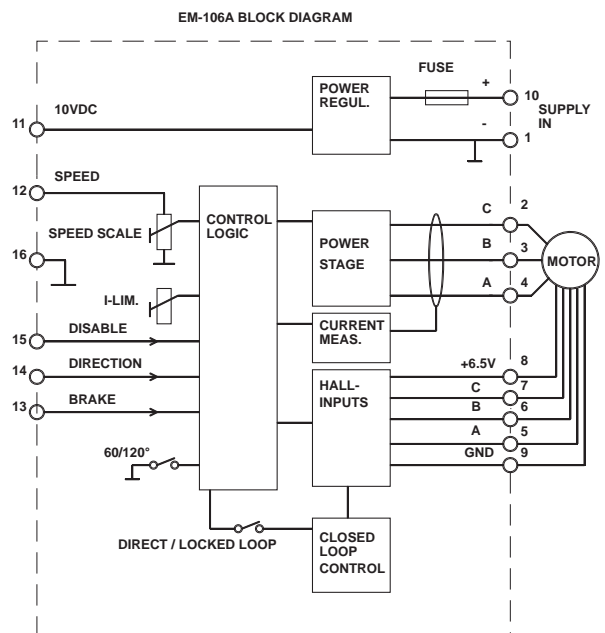 EM-106A BLOCK DIAGRAM
POWER
REGUL.
FUSE
+
10
SUPPLY
IN
-
1
11
10VDC
12
SPEED
SPEED SCALE
16
CONTROL
LOGIC
I-LIM.
15
DISABLE
14
DIRECTION
13
BRAKE
60/120°
DIRECT / LOCKED LOOP
POWER
STAGE
C
2
B
3
A
4
MOTOR
CURRENT
MEAS.
HALL-
INPUTS
+6.5V
8
C
7
B
6
A
5
GND
9
CLOSED
LOOP
CONTROL